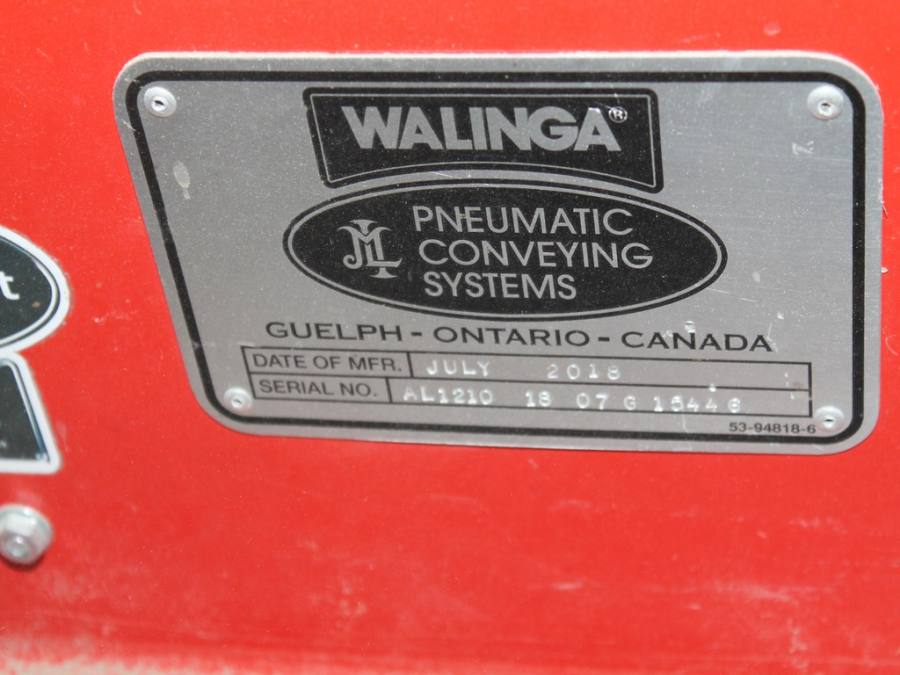 WALINGA®
PNEUMATIC
CONVEYING
SYSTEMS
GUELPH - ONTARIO - CANADA
DATE OF MFR. JULY 2018
SERIAL NO. AL1210 18 07 G 15446
53-94818-6
t